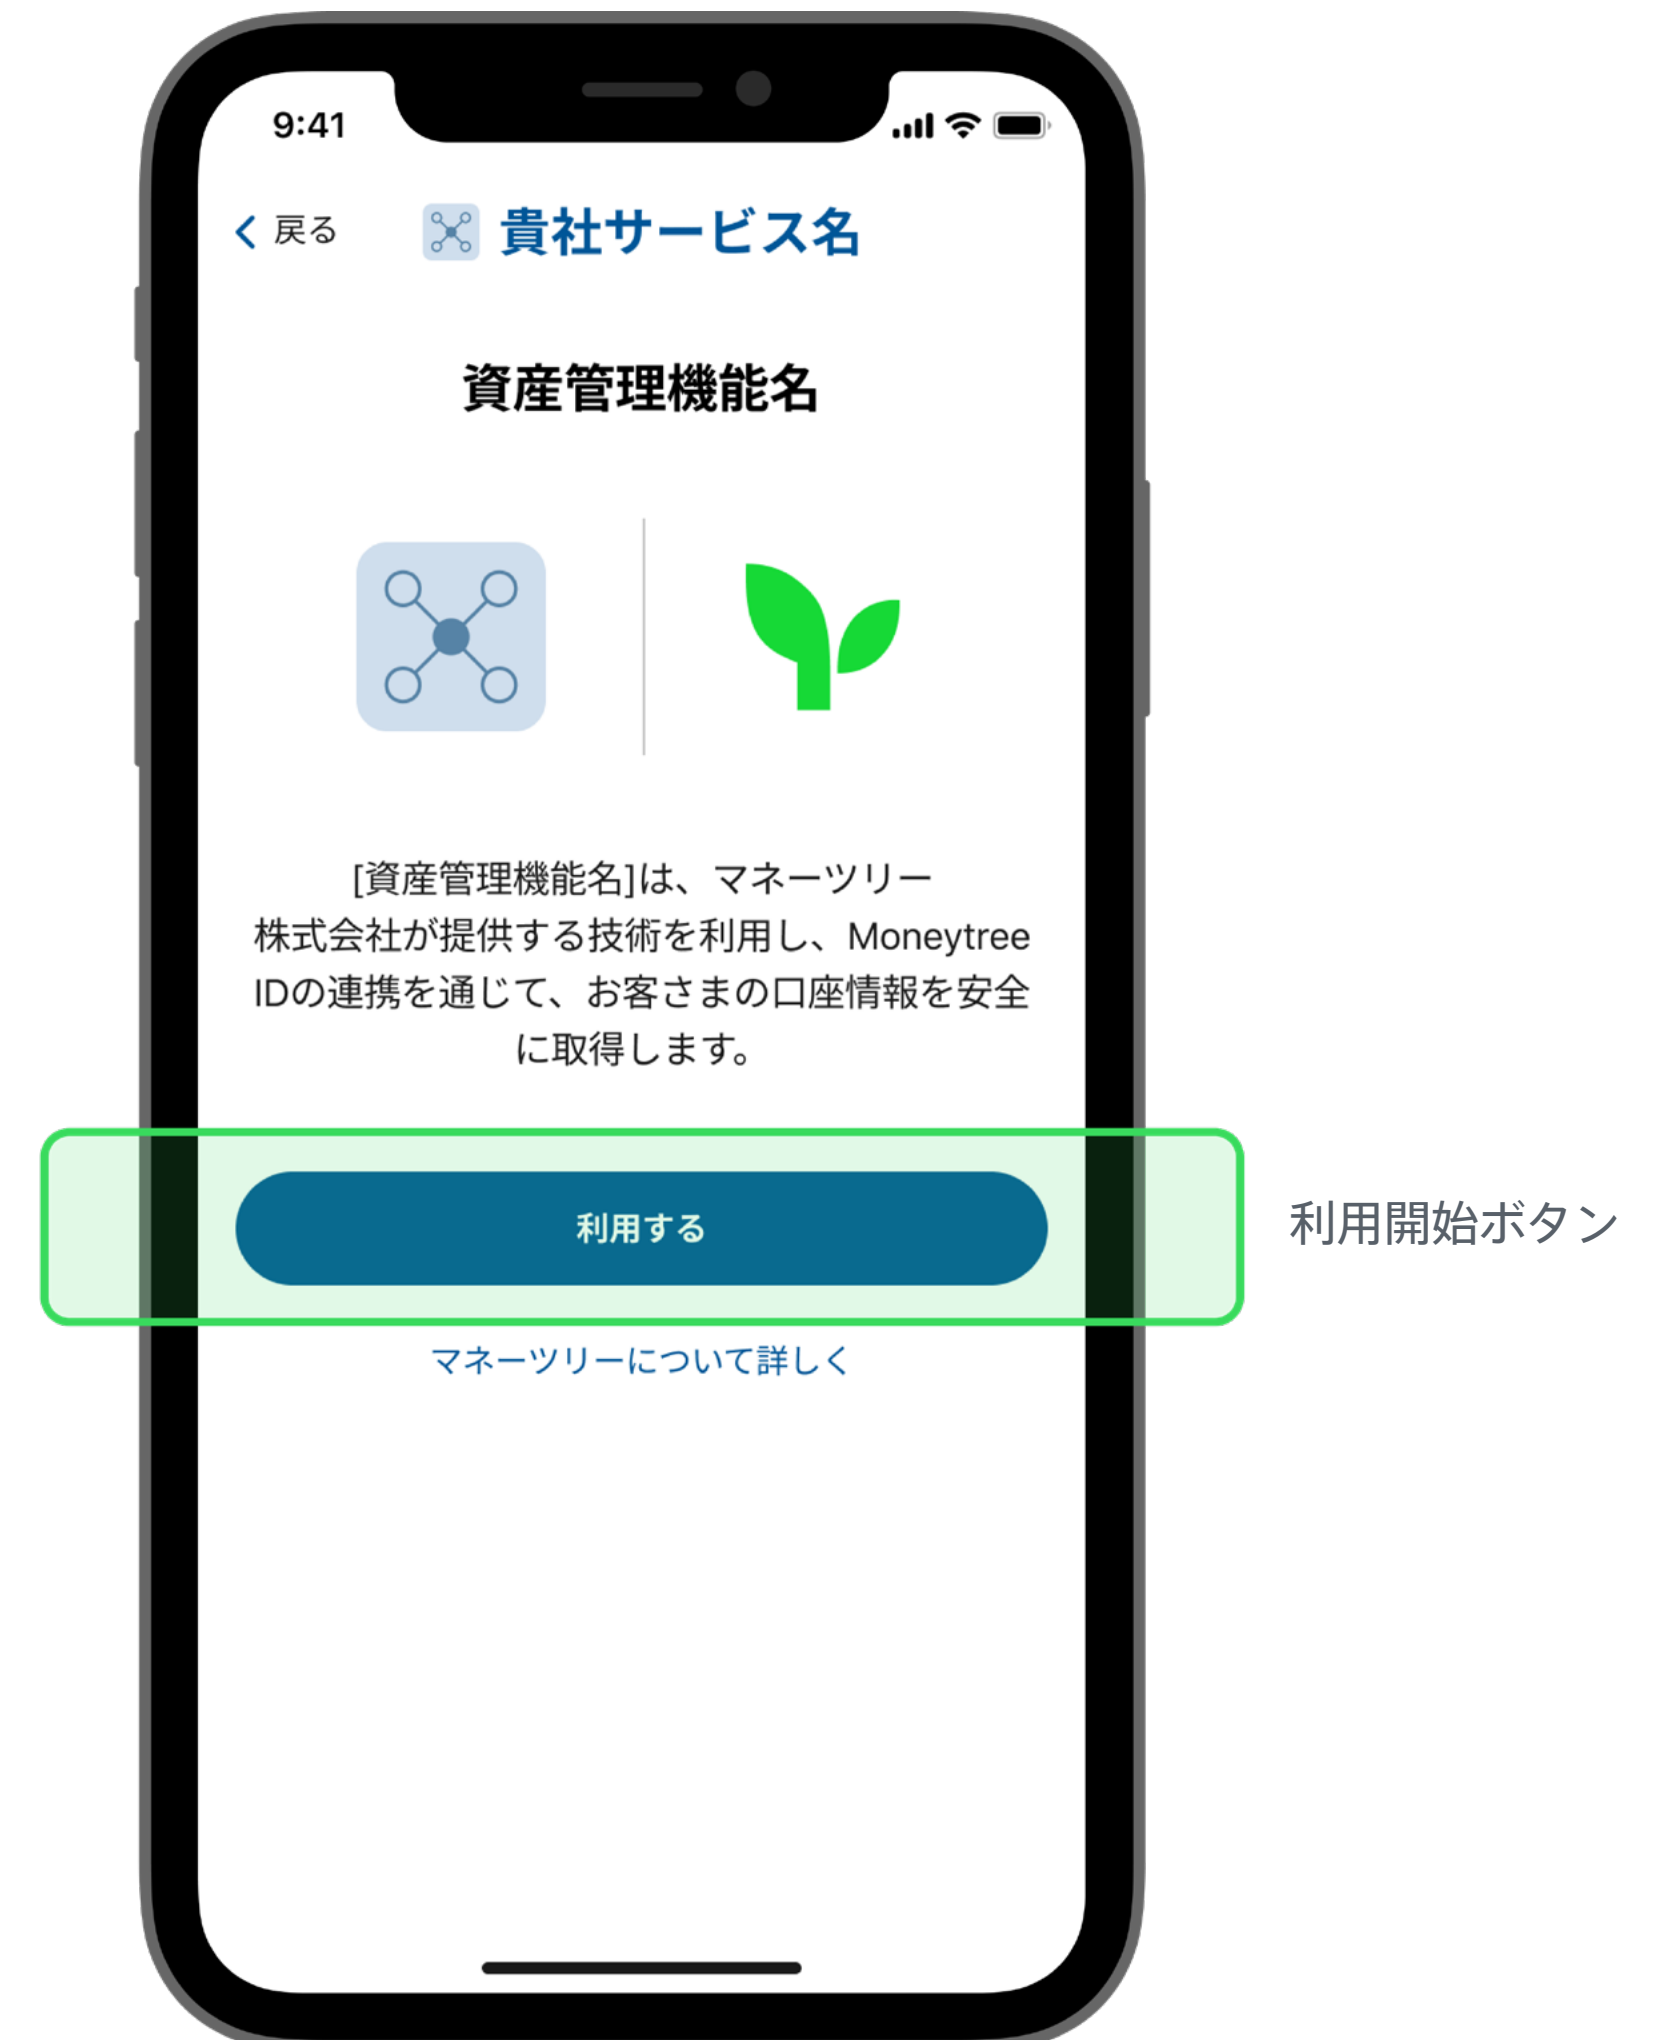 9:41
戻る
貴社サービス名
資産管理機能名
[資産管理機能名]は、マネーツリー
株式会社が提供する技術を利用し、Moneytree
IDの連携を通じて、お客さまの口座情報を安全
に取得します。
利用する
利用開始ボタン
マネーツリーについて詳しく